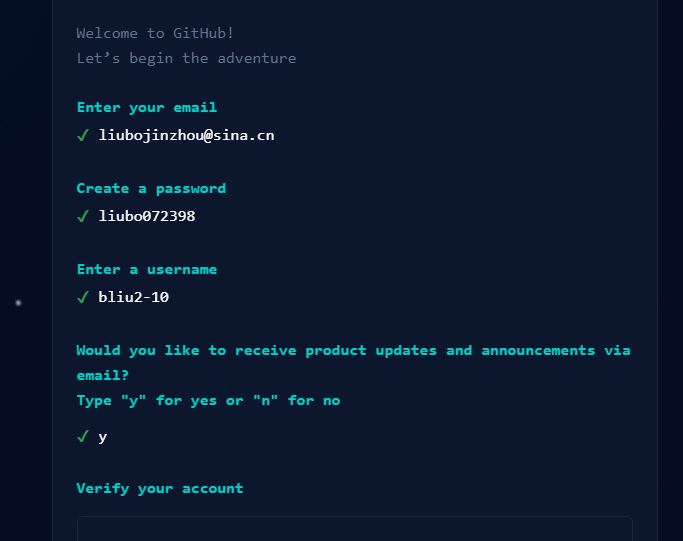 Welcome to GitHub!
Let’s begin the adventure
Enter your email
✓ liubojinzhou@sina.cn
Create a password
✓ liubo072398
Enter a username
✓ bliu2-10
Would you like to receive product updates and announcements via
email?
Type "y" for yes or "n" for no
✓ y
Verify your account